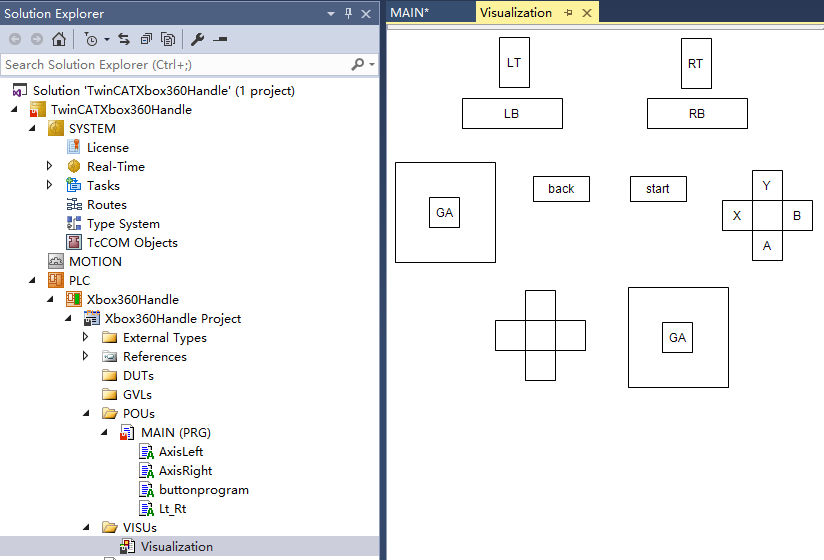 Solution Explorer
Search Solution Explorer (Ctrl+;)
Solution 'TwinCATXbox360Handle' (1 project)
TwinCATXbox360Handle
SYSTEM
License
Real-Time
Tasks
Routes
Type System
TcCOM Objects
MOTION
PLC
Xbox360Handle
Xbox360Handle Project
External Types
References
DUTs
GVLs
POUs
MAIN (PRG)
AxisLeft
AxisRight
buttonprogram
Lt_Rt
VISUs
Visualization
MAIN*
Visualization
LT
RT
LB
RB
back
start
Y
GA
X
B
A
GA